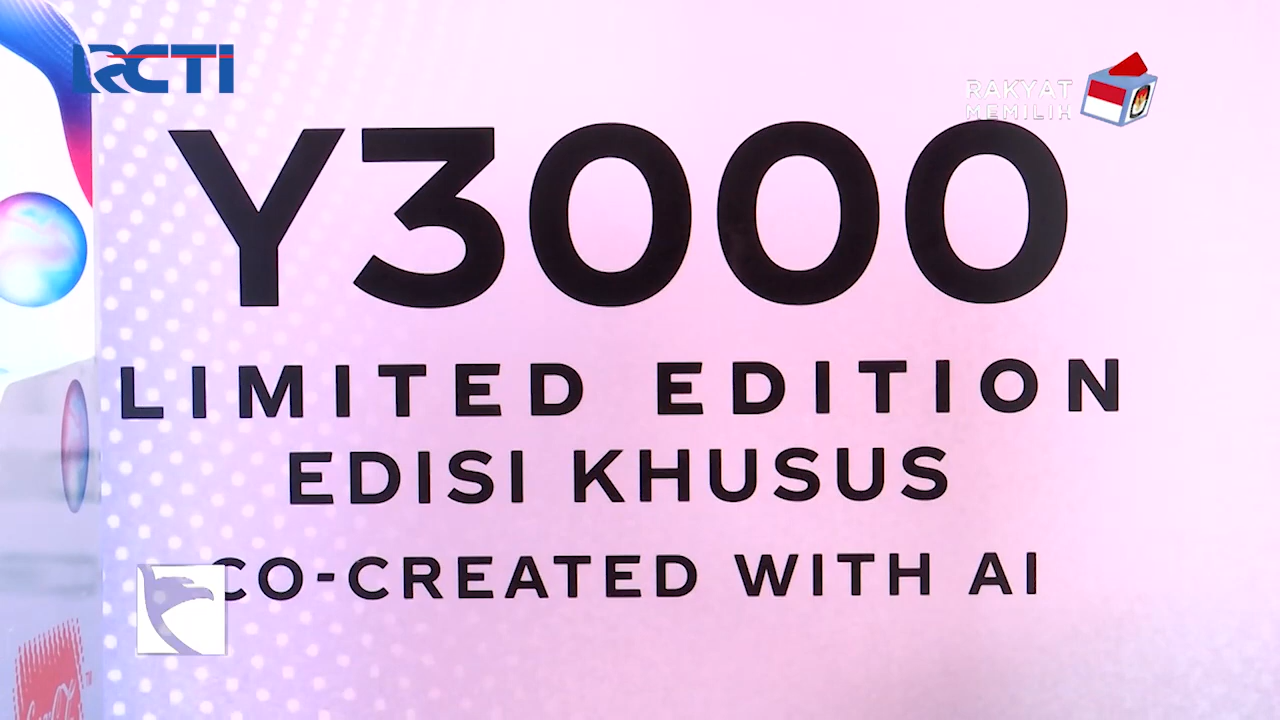 RCTI
RAKYAT
MEMILIH
Y3000
LIMITED EDITION
EDISI KHUSUS
CO-CREATED WITH AI